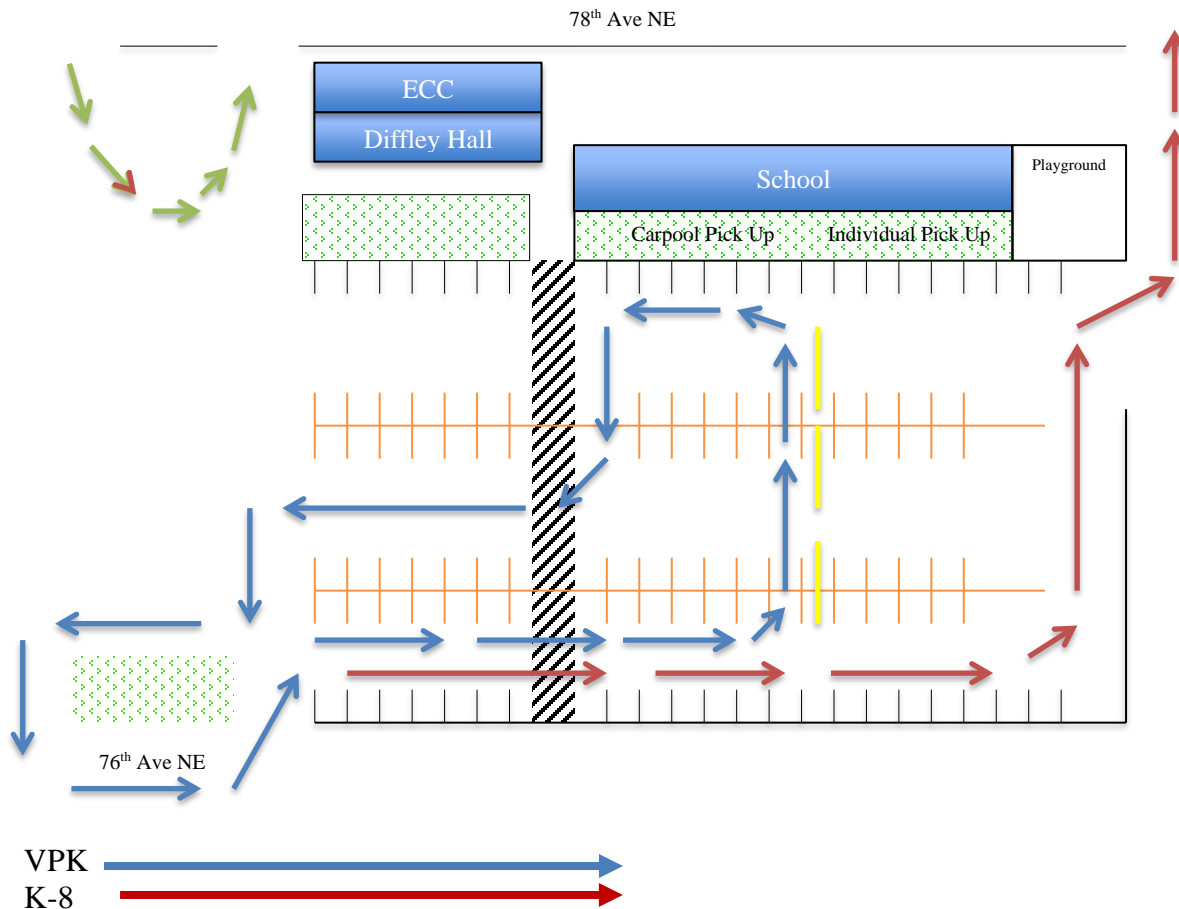 78th Ave NE
ECC
Diffley Hall
School
Playground
Carpool Pick Up
Individual Pick Up
76th Ave NE
VPK
K-8